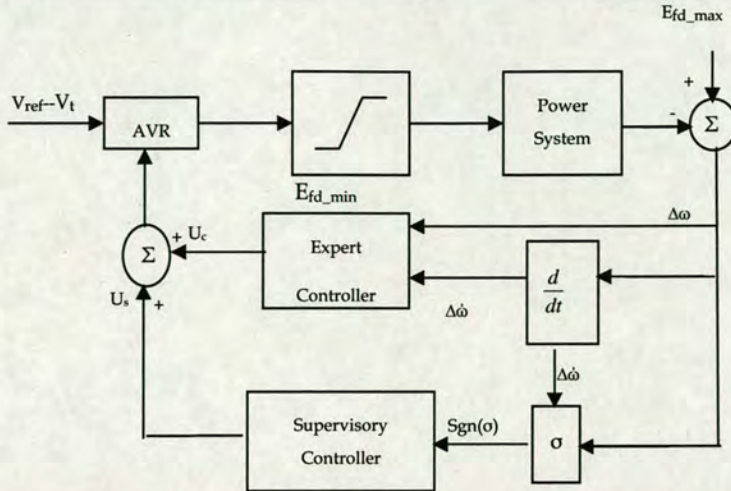 E_fd_max
+
V_ref--V_t
AVR
Power
System
-
Σ
E_fd_min
Δω
+ U_c
Expert
Controller
Σ
d
dt
U_s
+
Δω̇
Δω̇
Supervisory
Controller
Sgn(σ)
σ